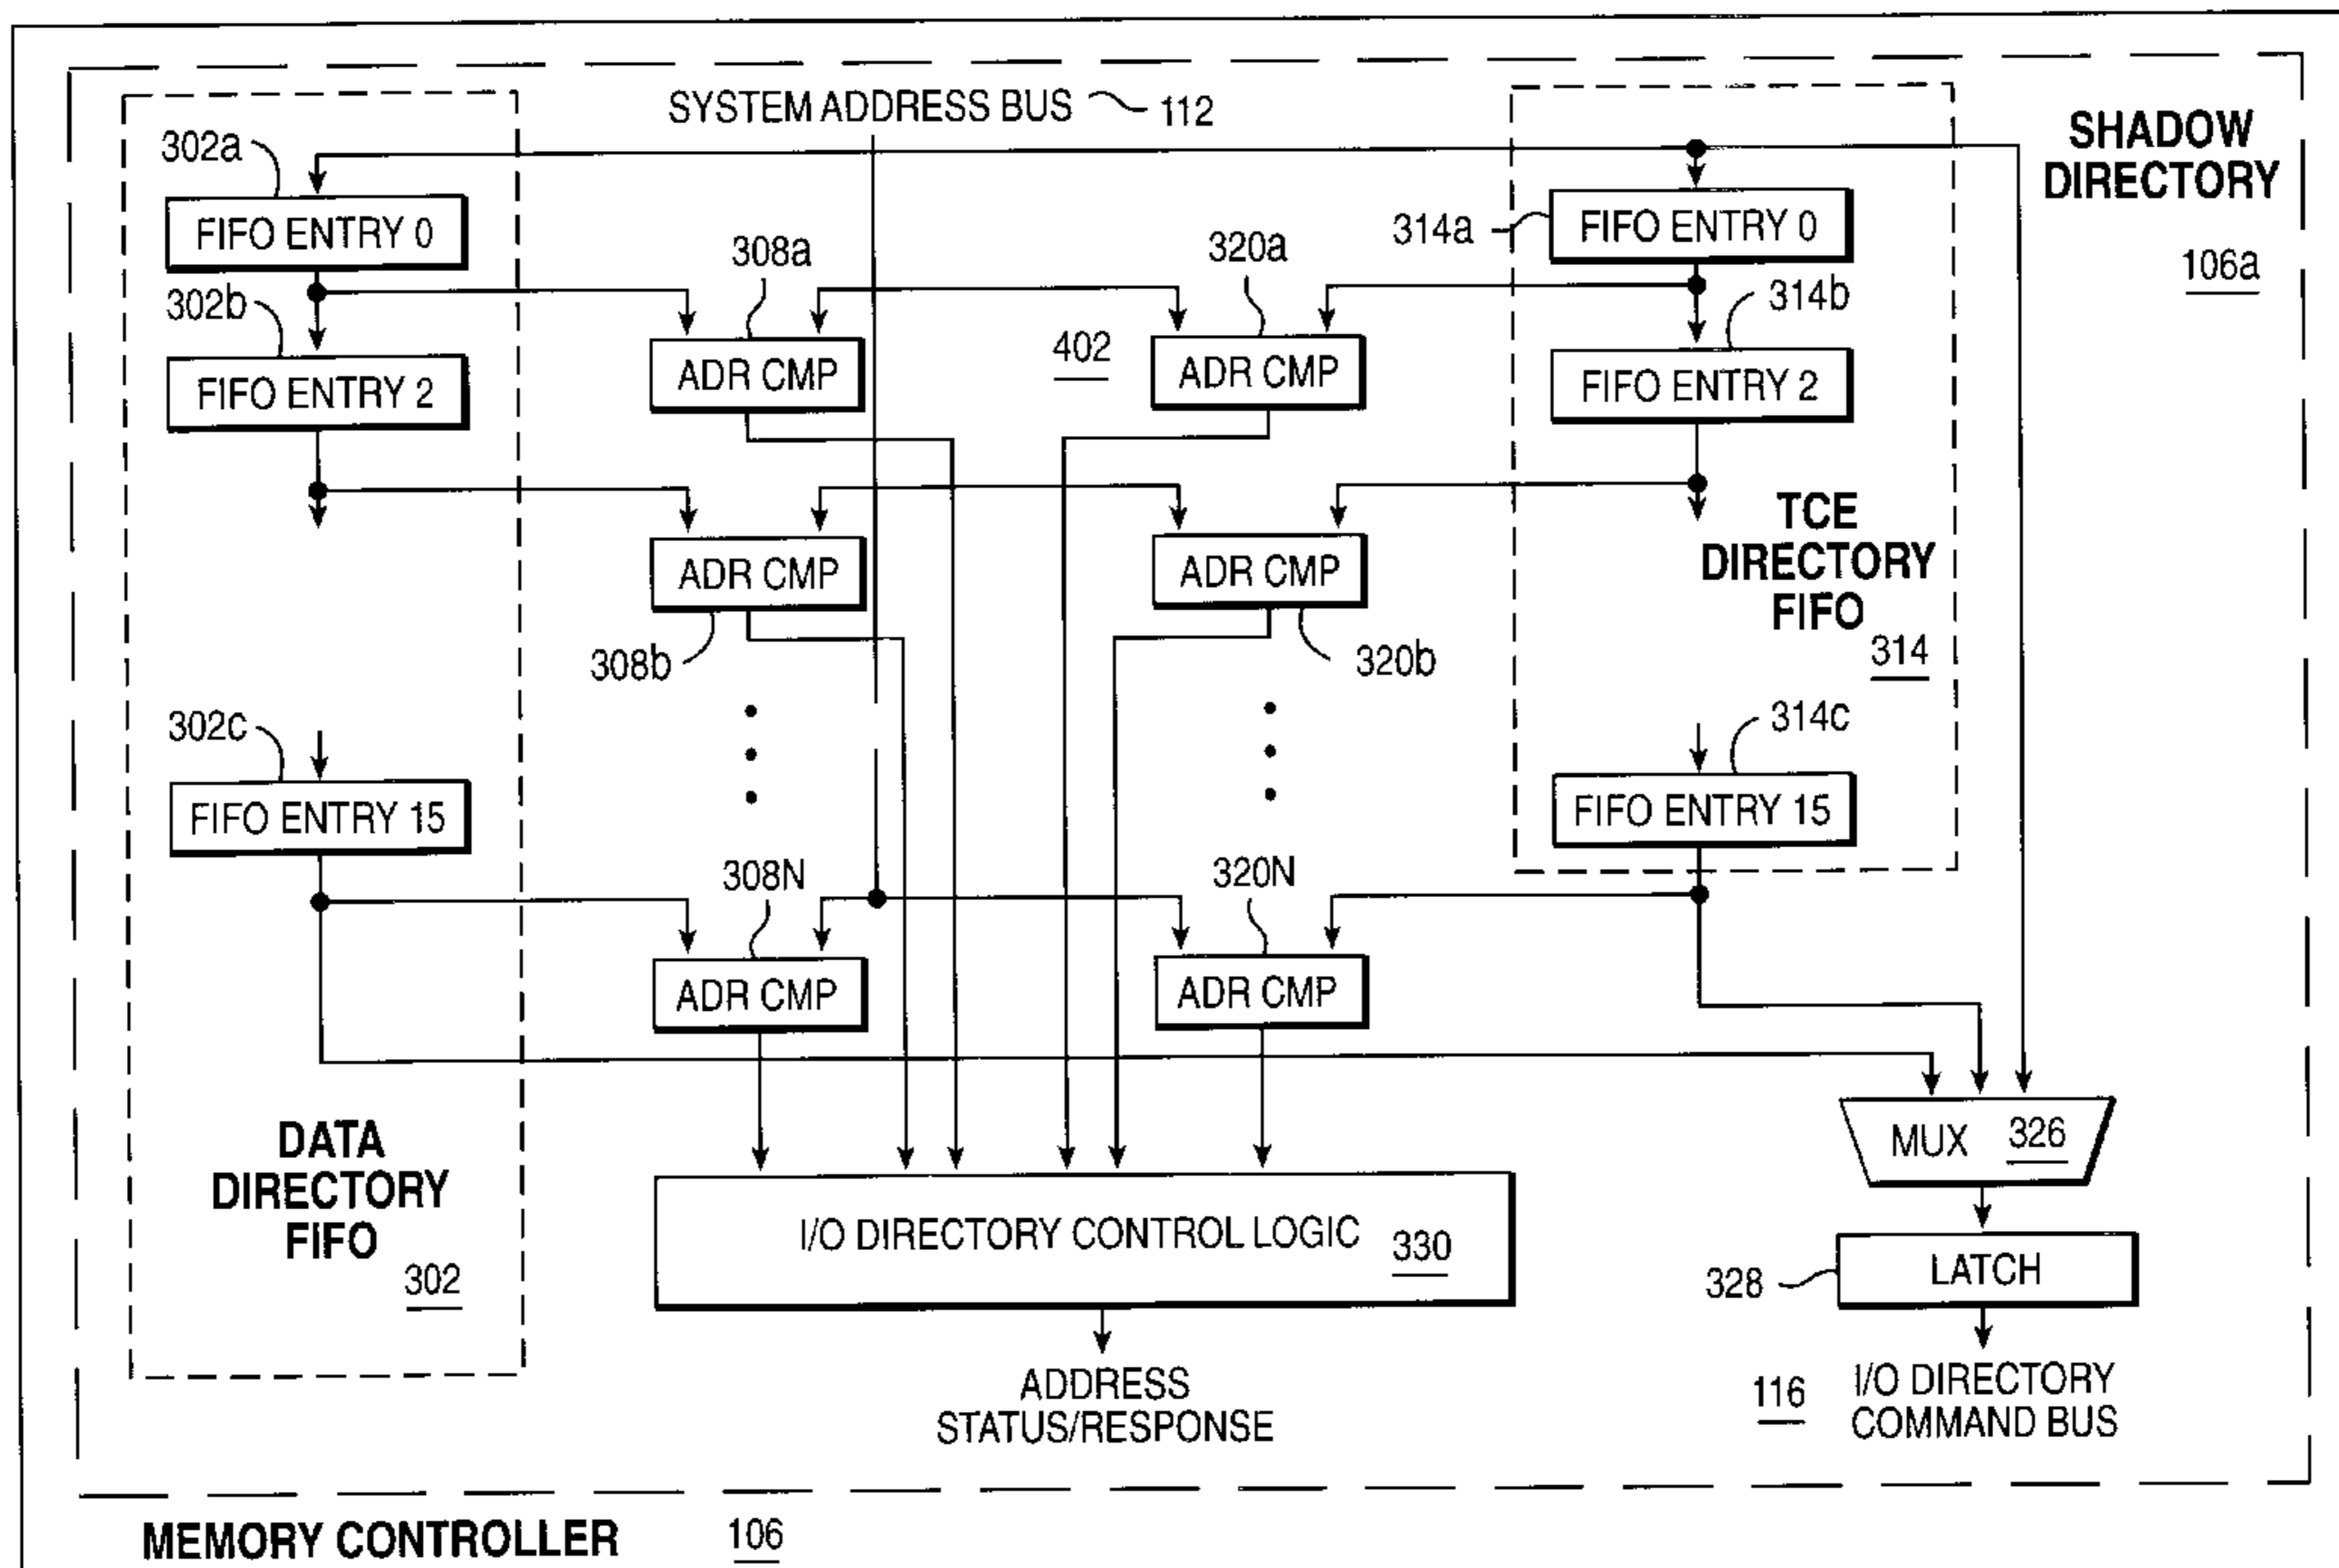 SYSTEM ADDRESS BUS 112
SHADOW
DIRECTORY
106a
302a
FIFO ENTRY 0
302b
FIFO ENTRY 2
302c
FIFO ENTRY 15
DATA
DIRECTORY
FIFO
302
308a
ADR CMP
ADR CMP
308b
308N
ADR CMP
402
320a
ADR CMP
ADR CMP
320b
320N
ADR CMP
314a
FIFO ENTRY 0
314b
FIFO ENTRY 2
TCE
DIRECTORY
FIFO
314
314c
FIFO ENTRY 15
MUX 326
328
LATCH
I/O DIRECTORY CONTROL LOGIC 330
ADDRESS
STATUS/RESPONSE
116
I/O DIRECTORY
COMMAND BUS
MEMORY CONTROLLER 106